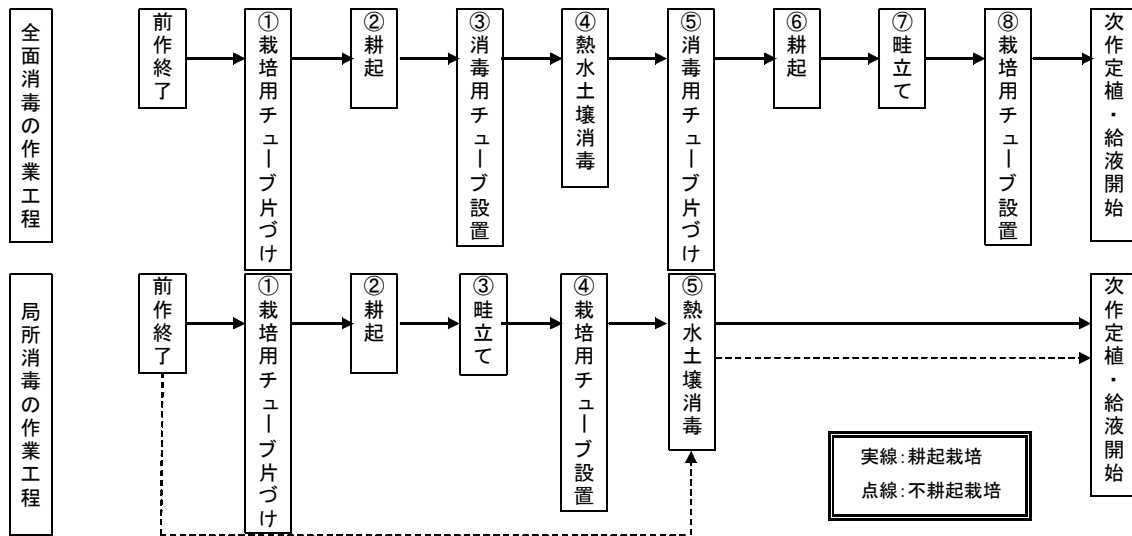 全面消毒の作業工程
前作終了
①栽培用チューブ片づけ
②耕起
③消毒用チューブ設置
④熱水土壌消毒
⑤消毒用チューブ片づけ
⑥耕起
⑦畦立て
⑧栽培用チューブ設置
次作定植・給液開始
局所消毒の作業工程
前作終了
①栽培用チューブ片づけ
②耕起
③畦立て
④栽培用チューブ設置
⑤熱水土壌消毒
次作定植・給液開始
実線:耕起栽培
点線:不耕起栽培